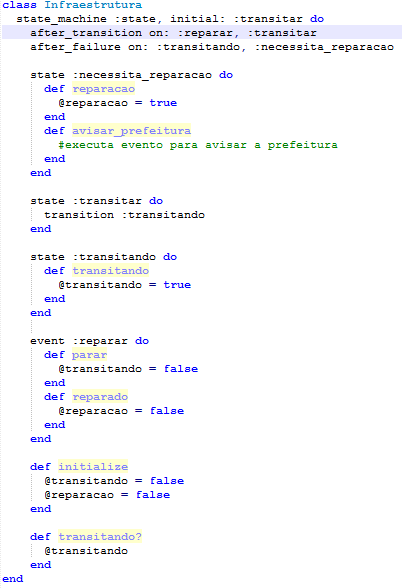 class Infraestrutura
  state_machine :state, initial: :transitar do
    after_transition on: :reparar, :transitar
    after_failure on: :transitando, :necessita_reparacao
    state :necessita_reparacao do
      def reparacao
        @reparacao = true
      end
      def avisar_prefeitura
        #executa evento para avisar a prefeitura
      end
    end
    state :transitar do
      transition :transitando
    end
    state :transitando do
      def transitando
        @transitando = true
      end
    end
    event :reparar do
      def parar
        @transitando = false
      end
      def reparado
        @reparacao = false
      end
    end
    def initialize
      @transitando = false
      @reparacao = false
    end
    def transitando?
      @transitando
    end
end